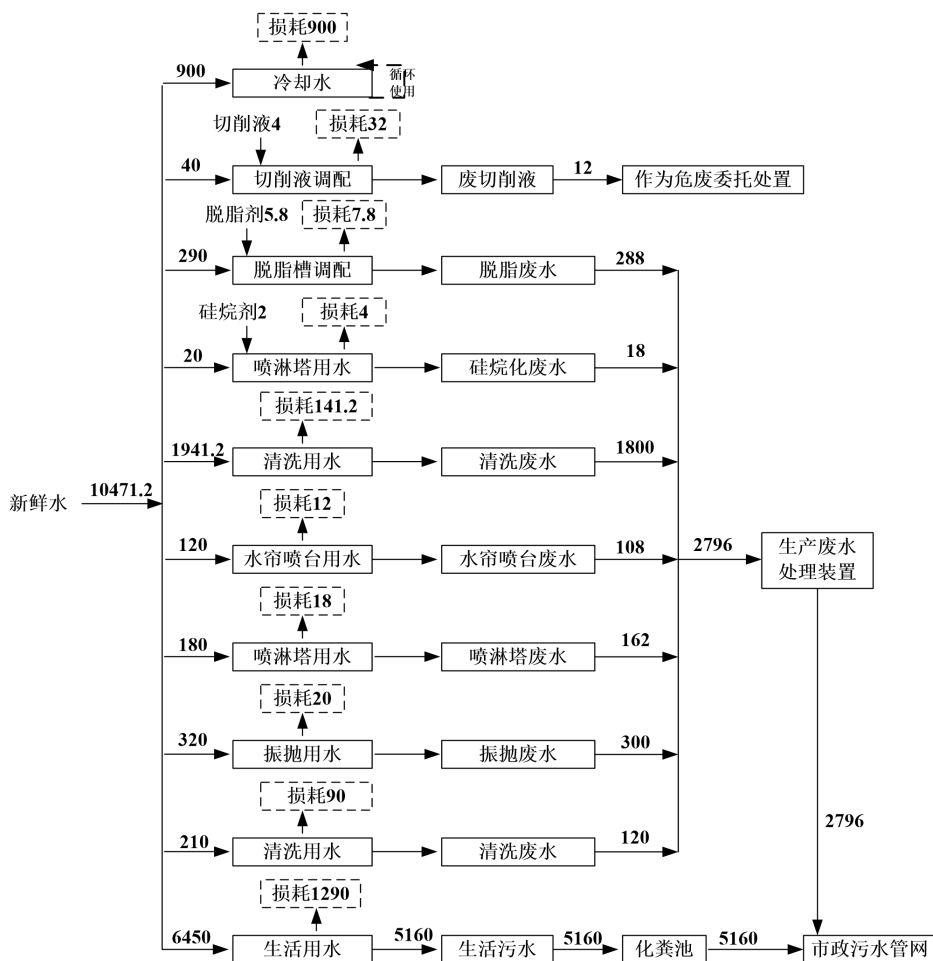 损耗900
900
冷却水
循环
使用
切削液4
损耗32
40
切削液调配
废切削液
12
作为危废委托处置
脱脂剂5.8
损耗7.8
290
脱脂槽调配
脱脂废水
288
硅烷剂2
损耗4
20
喷淋塔用水
硅烷化废水
18
损耗141.2
1941.2
清洗用水
清洗废水
1800
新鲜水
10471.2
损耗12
120
水帘喷台用水
水帘喷台废水
108
2796
生产废水
处理装置
损耗18
180
喷淋塔用水
喷淋塔废水
162
损耗20
320
振抛用水
振抛废水
300
损耗90
210
清洗用水
清洗废水
120
2796
损耗1290
6450
生活用水
5160
生活污水
5160
化粪池
5160
市政污水管网